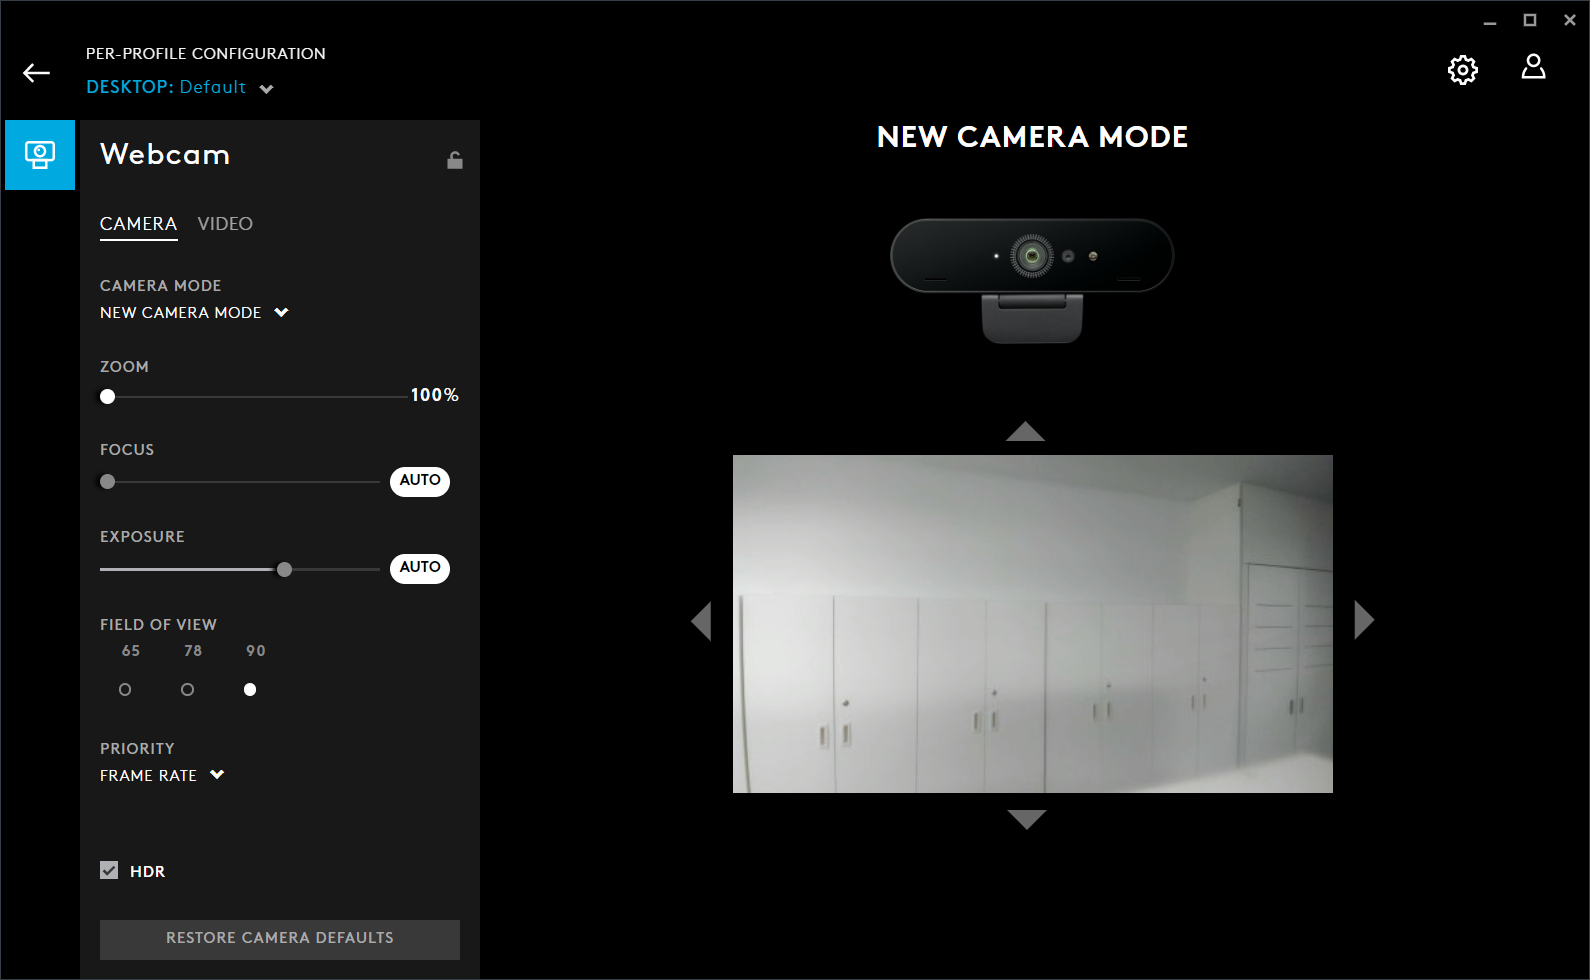 PER-PROFILE CONFIGURATION
DESKTOP: Default
Webcam
CAMERA VIDEO
CAMERA MODE
NEW CAMERA MODE
ZOOM
100%
FOCUS
AUTO
EXPOSURE
AUTO
FIELD OF VIEW
65 78 90
PRIORITY
FRAME RATE
HDR
RESTORE CAMERA DEFAULTS
NEW CAMERA MODE